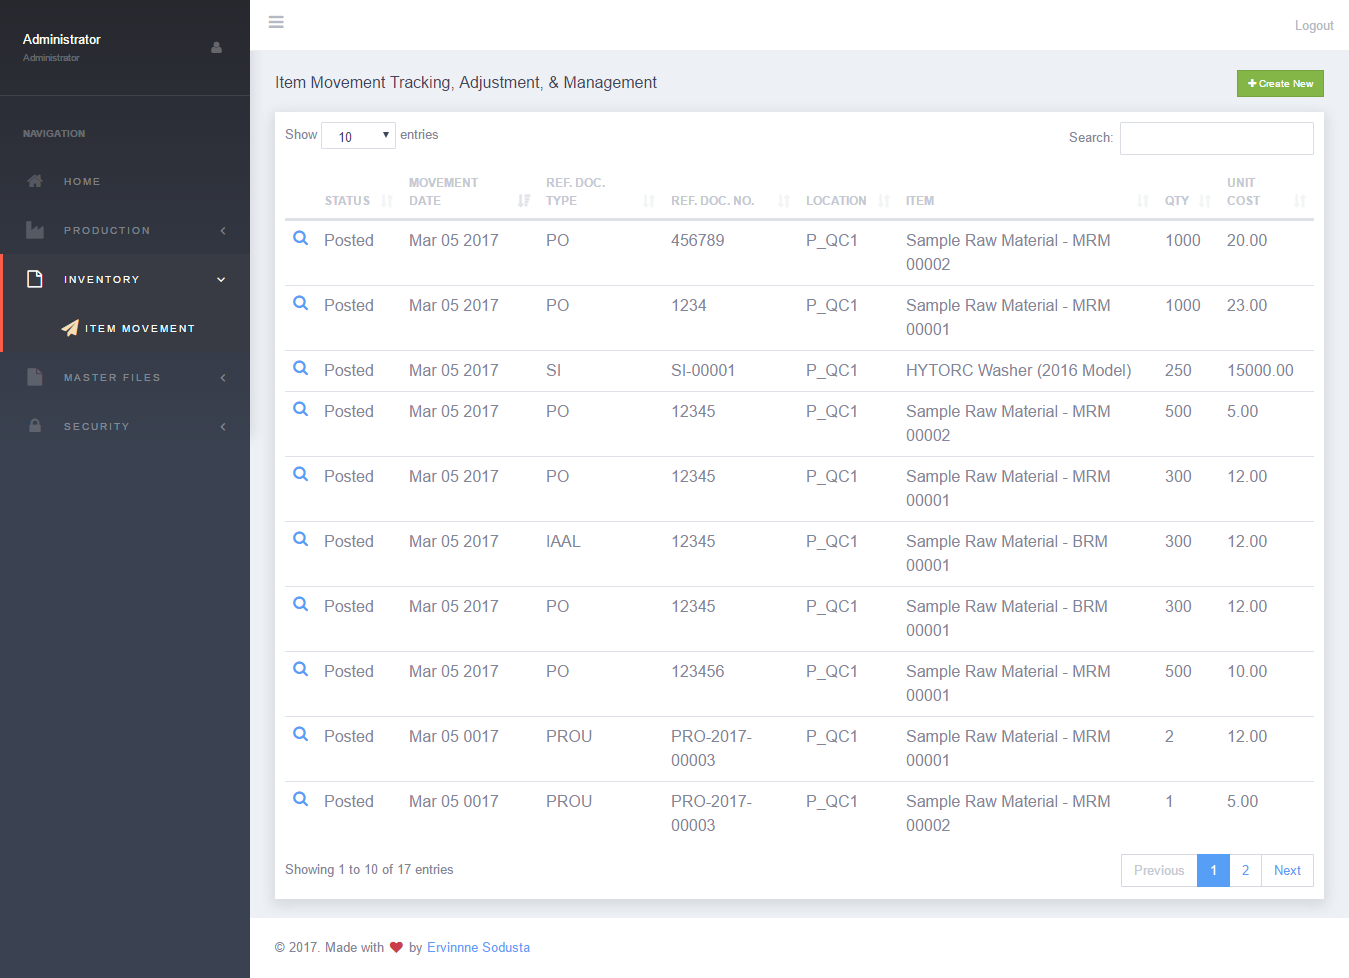 Administrator
Administrator
NAVIGATION
HOME
PRODUCTION
INVENTORY
ITEM MOVEMENT
MASTER FILES
SECURITY
Logout
Item Movement Tracking, Adjustment, & Management
Create New
Show 10 entries
Search:
STATUS MOVEMENT DATE REF. DOC. TYPE REF. DOC. NO. LOCATION ITEM QTY UNIT COST
Posted Mar 05 2017 PO 456789 P_QC1 Sample Raw Material - MRM 1000 20.00
00002
Posted Mar 05 2017 PO 1234 P_QC1 Sample Raw Material - MRM 1000 23.00
00001
Posted Mar 05 2017 SI SI-00001 P_QC1 HYTORC Washer (2016 Model) 250 15000.00
Posted Mar 05 2017 PO 12345 P_QC1 Sample Raw Material - MRM 500 5.00
00002
Posted Mar 05 2017 PO 12345 P_QC1 Sample Raw Material - MRM 300 12.00
00001
Posted Mar 05 2017 IAAL 12345 P_QC1 Sample Raw Material - BRM 300 12.00
00001
Posted Mar 05 2017 PO 12345 P_QC1 Sample Raw Material - BRM 300 12.00
00001
Posted Mar 05 2017 PO 123456 P_QC1 Sample Raw Material - MRM 500 10.00
00001
Posted Mar 05 0017 PROU PRO-2017- P_QC1 Sample Raw Material - MRM 2 12.00
00003 00001
Posted Mar 05 0017 PROU PRO-2017- P_QC1 Sample Raw Material - MRM 1 5.00
00003 00002
Showing 1 to 10 of 17 entries
Previous 1 2 Next
© 2017. Made with ❤ by Ervinnne Sodusta